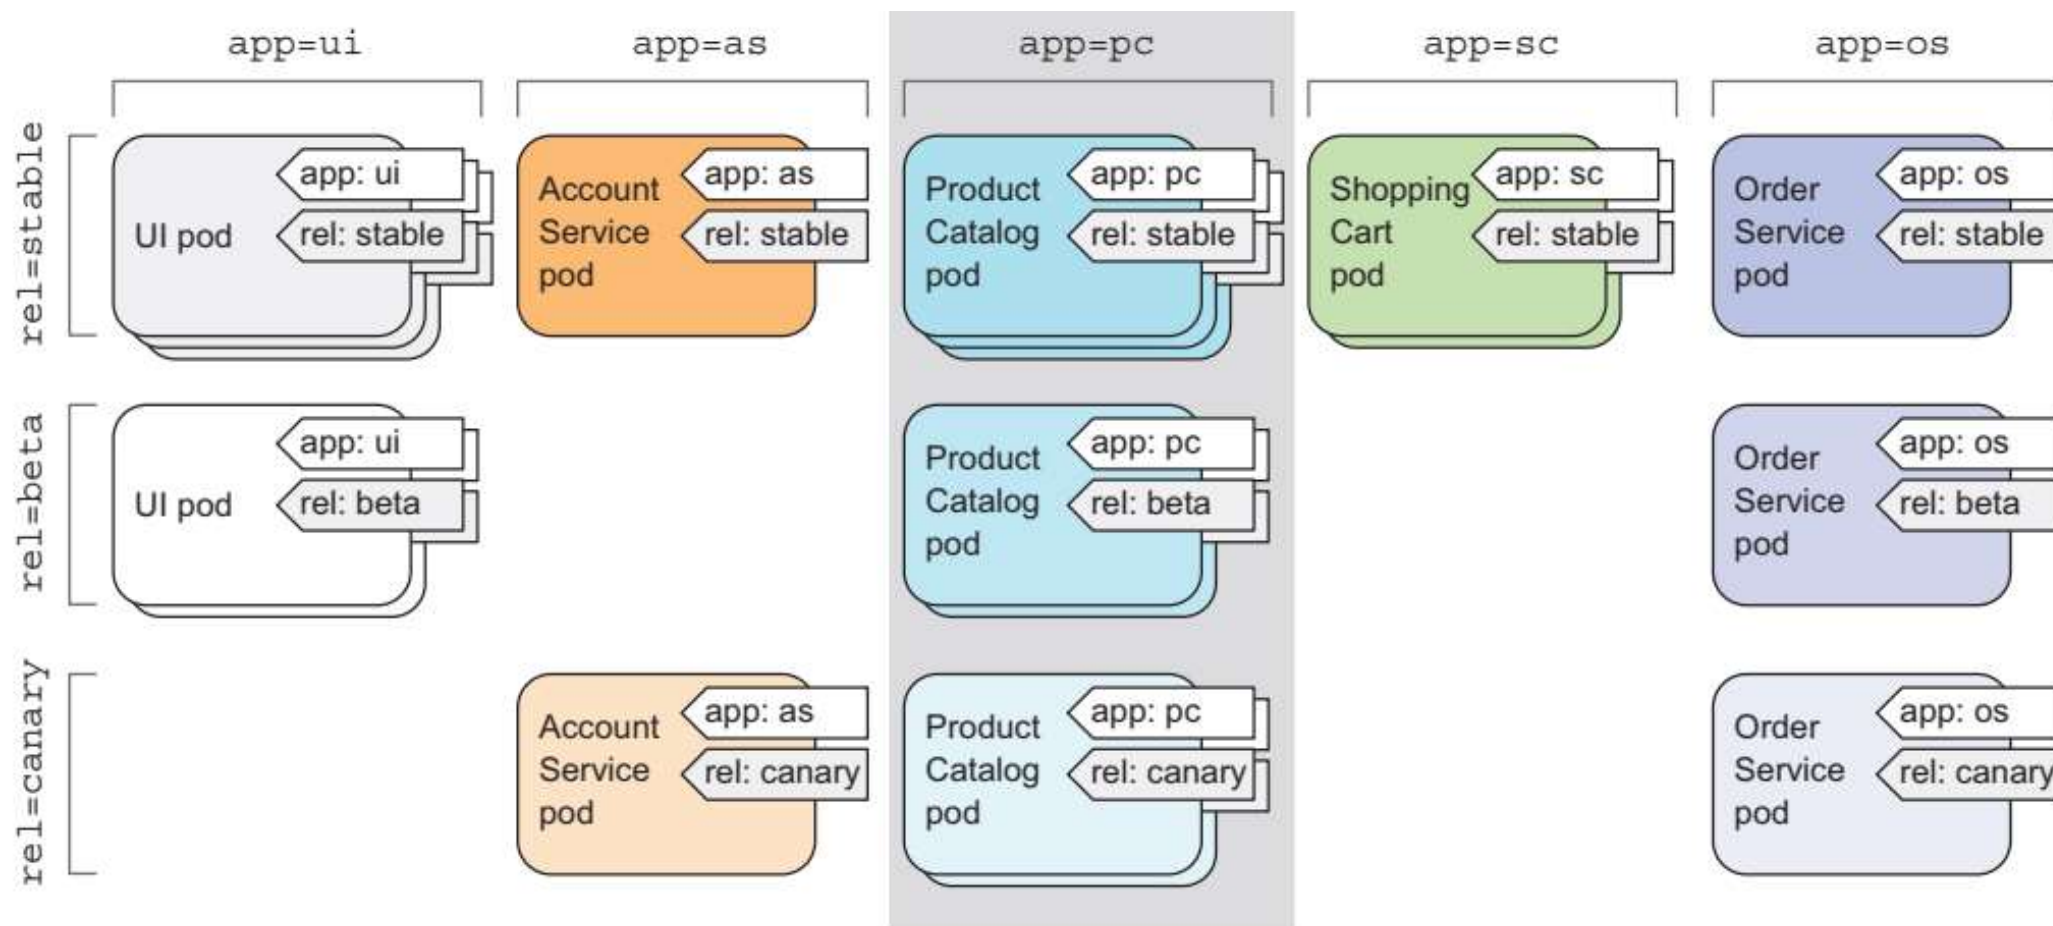 app=ui
app=as
app=pc
app=sc
app=os
rel=stable
UI pod
app: ui
rel: stable
Account
Service
pod
app: as
rel: stable
Product
Catalog
pod
app: pc
rel: stable
Shopping
Cart
pod
app: sc
rel: stable
Order
Service
pod
app: os
rel: stable
rel=beta
UI pod
app: ui
rel: beta
Product
Catalog
pod
app: pc
rel: beta
Order
Service
pod
app: os
rel: beta
rel=canary
Account
Service
pod
app: as
rel: canary
Product
Catalog
pod
app: pc
rel: canary
Order
Service
pod
app: os
rel: canary